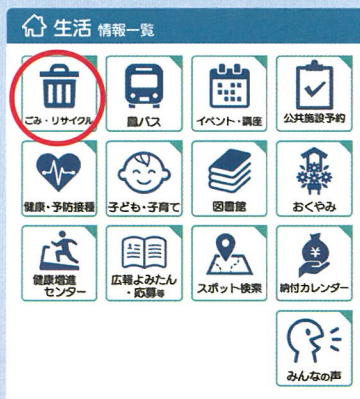 生活 情報一覧
ごみ・リサイクル
鳳バス
イベント・講座
公共施設予約
健康・予防接種
子ども・子育て
図書館
おくやみ
健康増進
センター
広報よみたん
・応募等
スポット検索
納付カレンダー
みんなの声